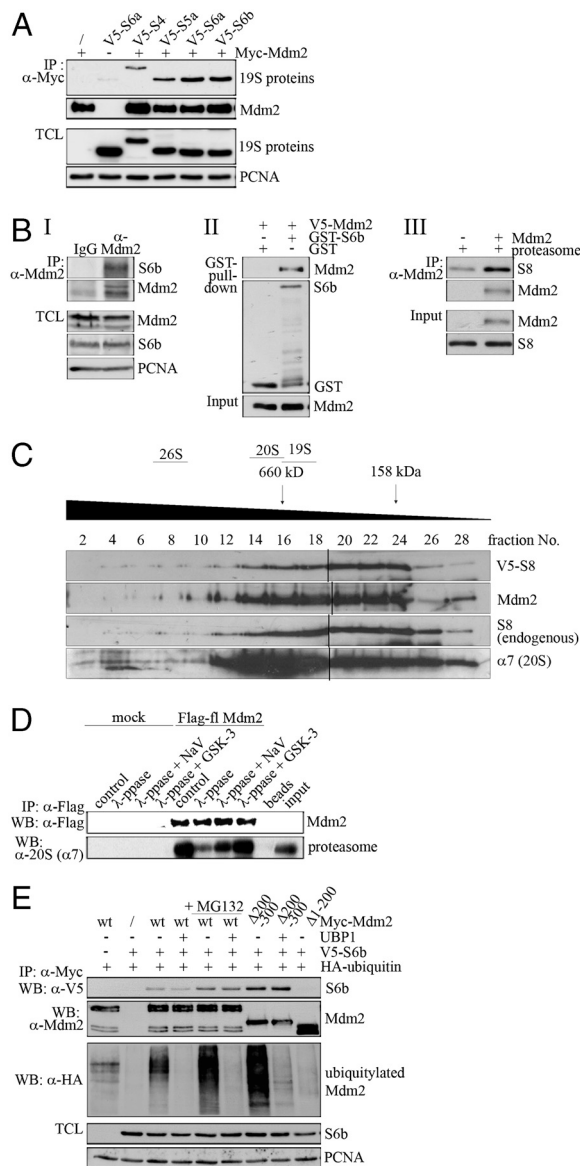 A
/ V5-S6a V5-S4 V5-S5a V5-S6a V5-S6b
+ - + + + + Myc-Mdm2
IP :
α-Myc
19S proteins
Mdm2
TCL
19S proteins
PCNA
B
I
IgG α-Mdm2
IP:
α-Mdm2
S6b
Mdm2
TCL
Mdm2
S6b
PCNA
II
+ + V5-Mdm2
- + GST-S6b
+ - GST
GST-
pull-
down
Mdm2
S6b
GST
Input
Mdm2
III
- + Mdm2
+ + proteasome
IP:
α-Mdm2
S8
Mdm2
Input
Mdm2
S8
C
26S 20S 19S
660 kD 158 kDa
2 4 6 8 10 12 14 16 18 20 22 24 26 28 fraction No.
V5-S8
Mdm2
S8
(endogenous)
α7 (20S)
D
mock Flag-fl Mdm2
control λ-ppase λ-ppase + NaV λ-ppase + GSK-3 control λ-ppase λ-ppase + NaV λ-ppase + GSK-3 beads input
IP: α-Flag
WB: α-Flag
Mdm2
WB:
α-20S (α7)
proteasome
E
+ MG132
wt / wt wt wt wt Δ200-300 Δ200-300 Δ1-200 Myc-Mdm2
- - - + - + - + - UBP1
- + + + + + + + + V5-S6b
+ + + + + + + + + HA-ubiquitin
IP: α-Myc
WB: α-V5
S6b
WB:
α-Mdm2
Mdm2
WB: α-HA
ubiquitylated
Mdm2
TCL
S6b
PCNA